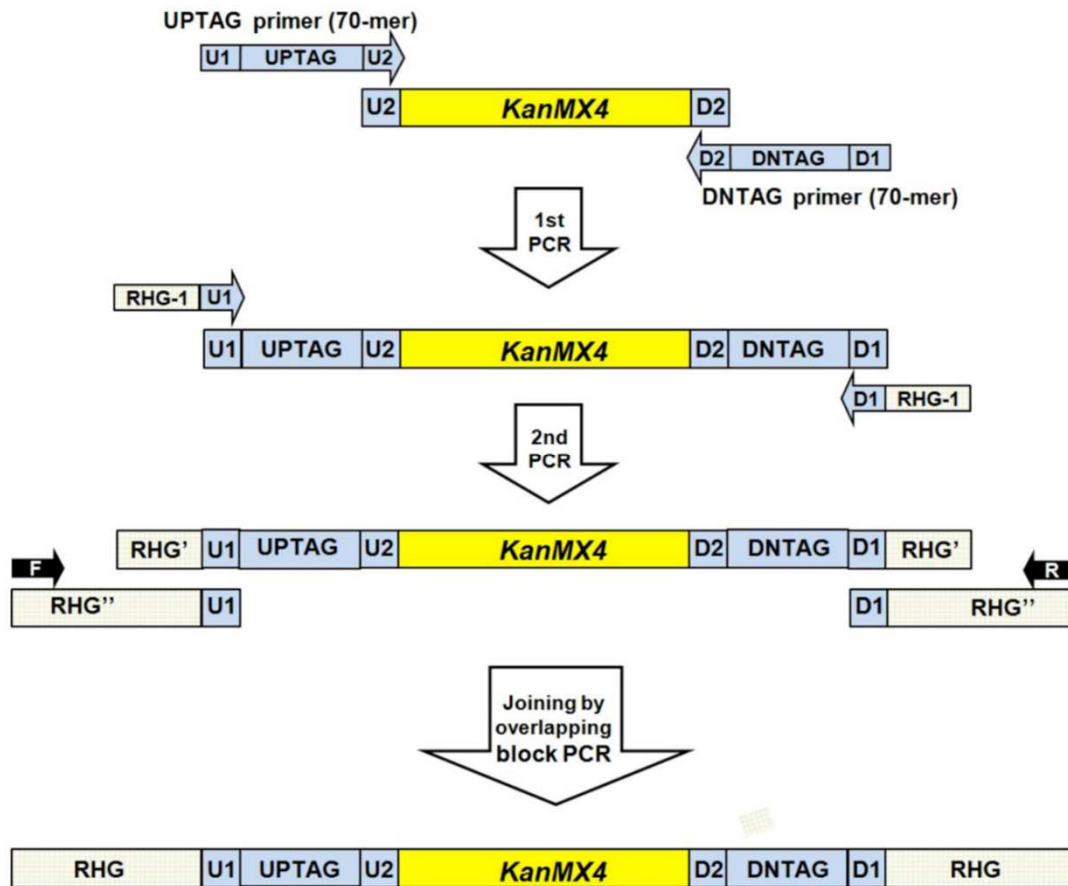 UPTAG primer (70-mer)
U1 UPTAG U2
U2 KanMX4 D2
D2 DNTAG D1
DNTAG primer (70-mer)
1st
PCR
RHG-1 U1
U1 UPTAG U2 KanMX4 D2 DNTAG D1
D1 RHG-1
2nd
PCR
RHG' U1 UPTAG U2 KanMX4 D2 DNTAG D1 RHG'
F R
RHG'' U1 D1 RHG''
Joining by
overlapping
block PCR
RHG U1 UPTAG U2 KanMX4 D2 DNTAG D1 RHG